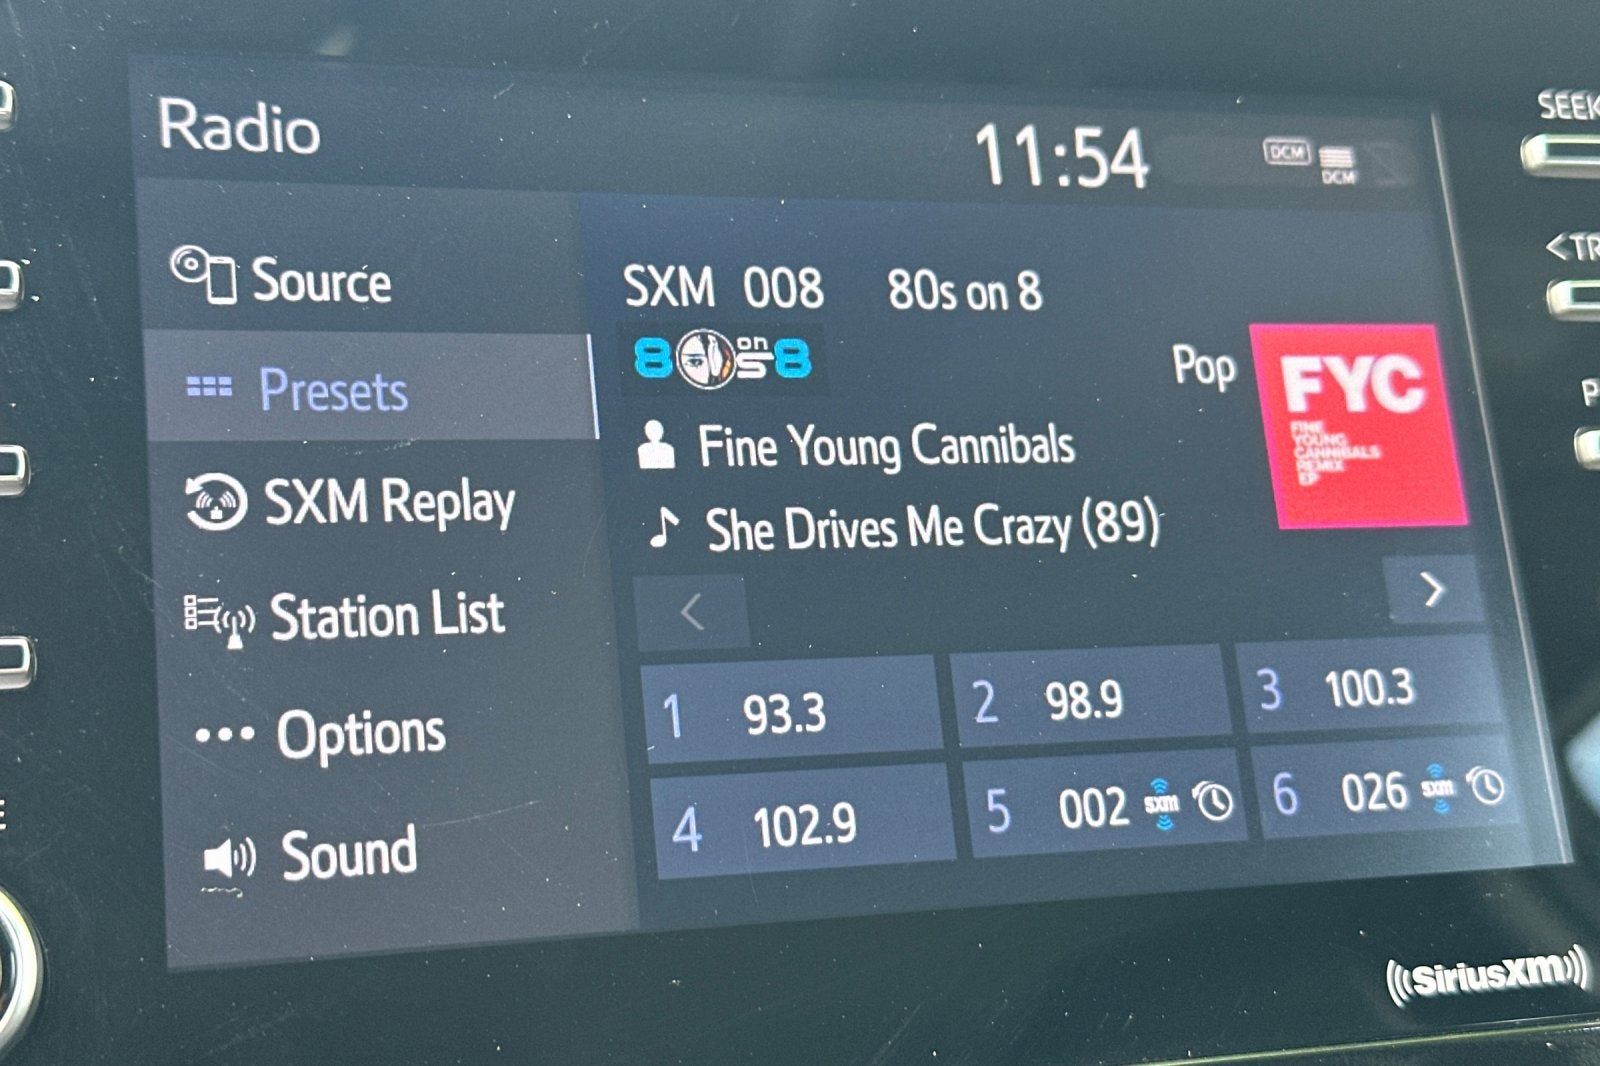 Radio
11:54
DCM
DCM
Source
Presets
SXM Replay
Station List
Options
Sound
SXM 008 80s on 8
80s on 8
Pop
FYC
FINE
YOUNG
CANNIBALS
REMIX
EP
Fine Young Cannibals
She Drives Me Crazy (89)
<
>
1 93.3
2 98.9
3 100.3
4 102.9
5 002 sxm
6 026 sxm
SEEK
<TR
P
E
((SiriusXM))